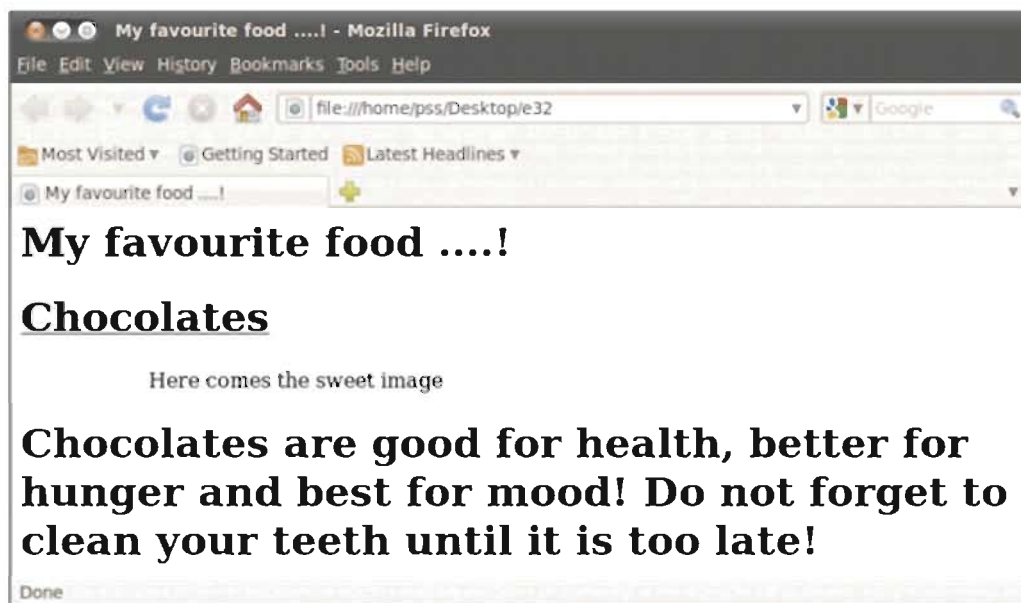 My favourite food ....! - Mozilla Firefox
File Edit View History Bookmarks Tools Help
file:///home/pss/Desktop/e32 Google
Most Visited Getting Started Latest Headlines
My favourite food ....!
My favourite food ....!
Chocolates
Here comes the sweet image
Chocolates are good for health, better for
hunger and best for mood! Do not forget to
clean your teeth until it is too late!
Done